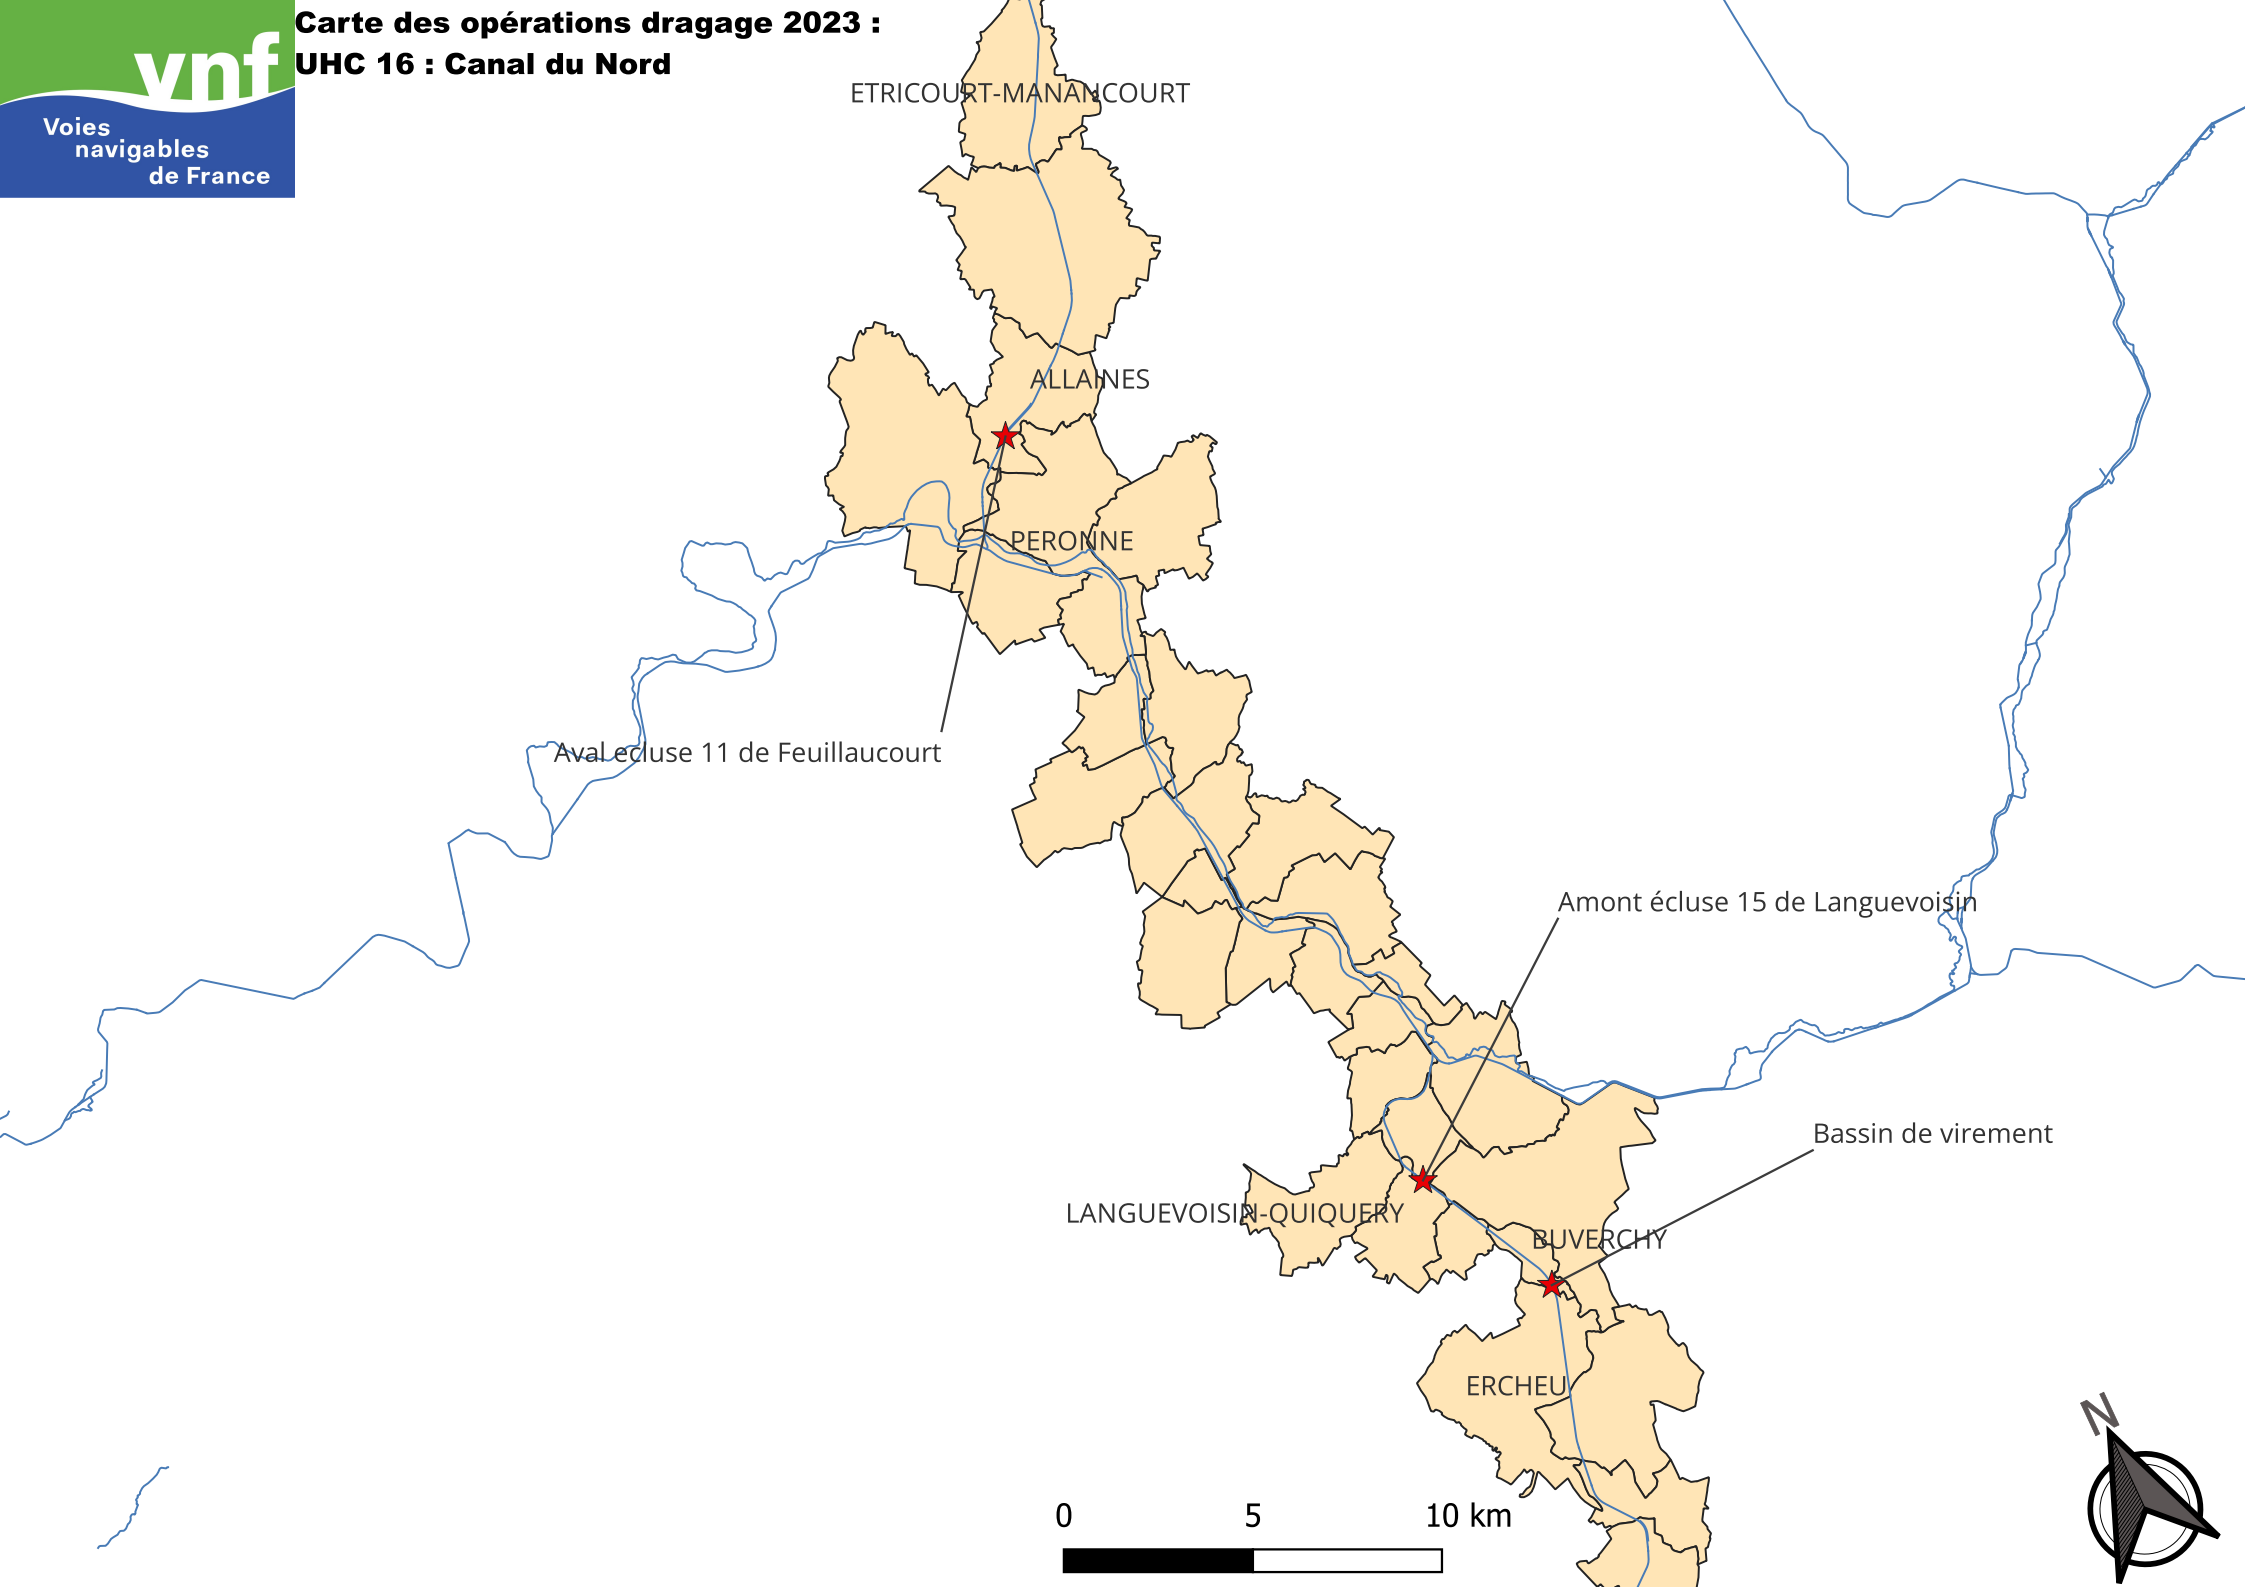 Carte des opérations dragage 2023 :
UHC 16 : Canal du Nord
vnf
Voies
navigables
de France
ETRICOURT-MANANCOURT
ALLAINES
PERONNE
Aval ecluse 11 de Feuillaucourt
Amont écluse 15 de Languevoisin
Bassin de virement
LANGUEVOISIN-QUIQUERY
BUVERCHY
ERCHEU
N
0 5 10 km